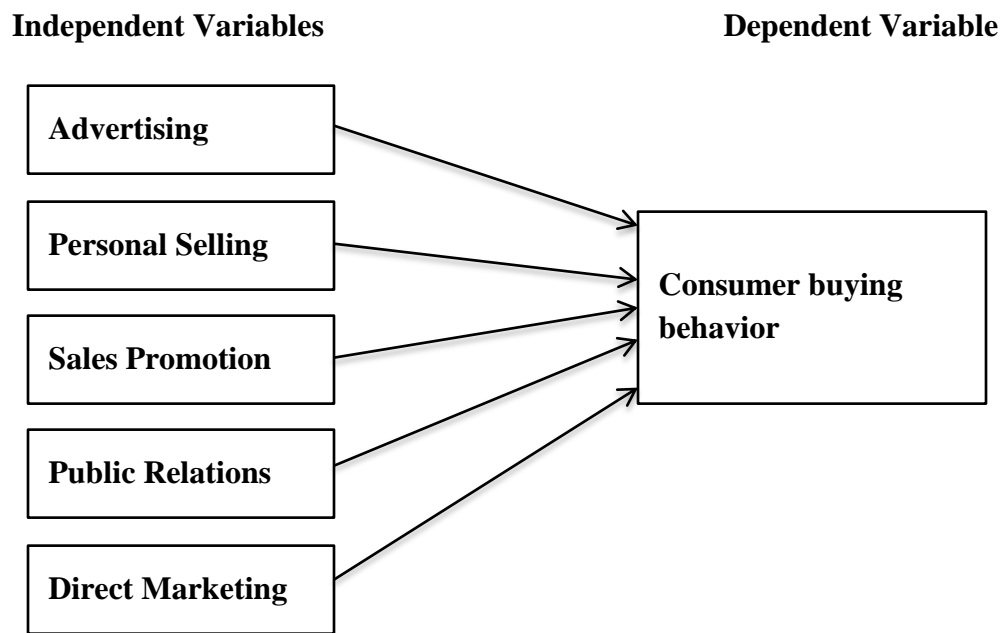 Independent Variables
Dependent Variable
Advertising
Personal Selling
Consumer buying
behavior
Sales Promotion
Public Relations
Direct Marketing